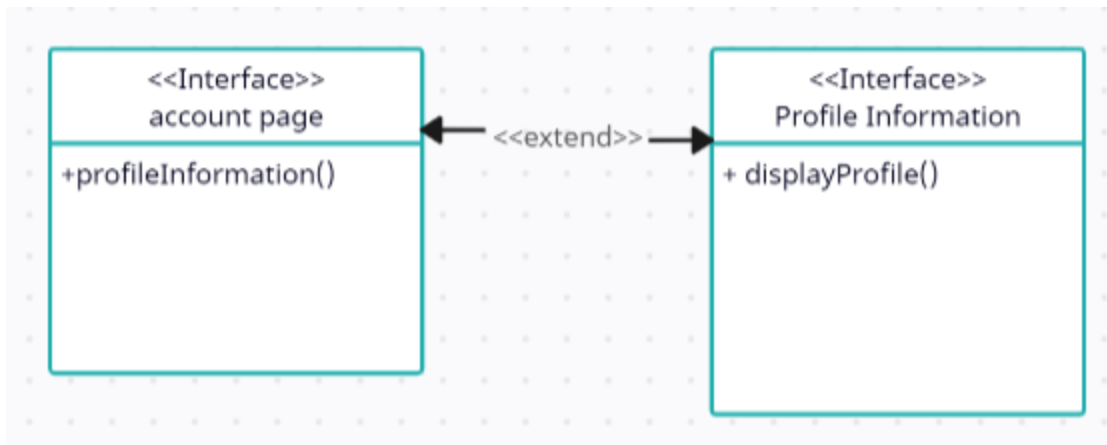 <<Interface>>
account page
+profileInformation()
<<extend>>
<<Interface>>
Profile Information
+ displayProfile()